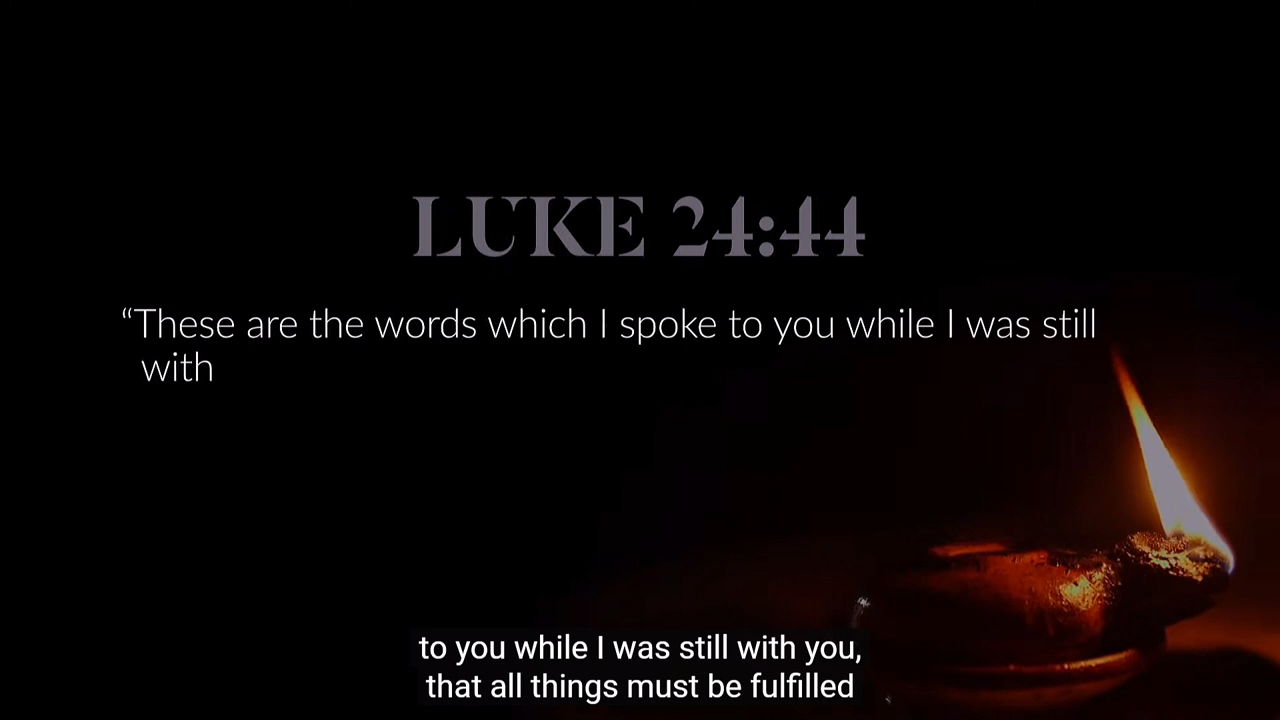 LUKE 24:44
“These are the words which I spoke to you while I was still
with
to you while I was still with you,
that all things must be fulfilled